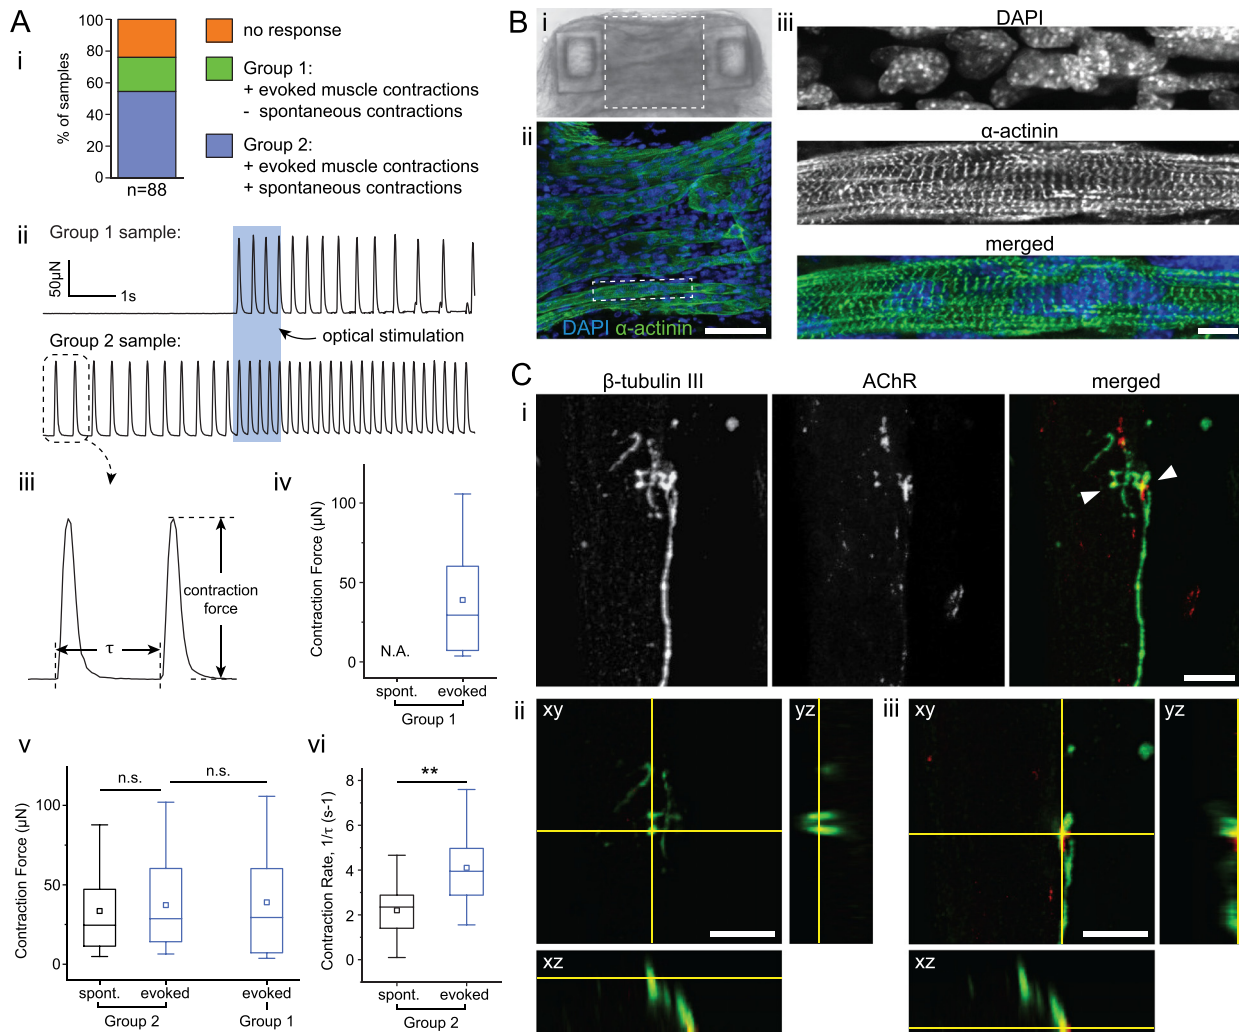 A
i
% of samples
100
80
60
40
20
0
n=88
no response
Group 1:
+ evoked muscle contractions
- spontaneous contractions
Group 2:
+ evoked muscle contractions
+ spontaneous contractions
ii
Group 1 sample:
50µN
1s
optical stimulation
Group 2 sample:
iii
τ
contraction
force
iv
Contraction Force (µN)
100
50
0
N.A.
spont.
evoked
Group 1
v
Contraction Force (µN)
100
50
0
n.s.
n.s.
spont.
evoked
evoked
Group 2
Group 1
vi
Contraction Rate, 1/τ (s-1)
8
6
4
2
0
**
spont.
evoked
Group 2
B
i
ii
DAPI α-actinin
iii
DAPI
α-actinin
merged
C
i
β-tubulin III
AChR
merged
ii
xy
yz
xz
iii
xy
yz
xz